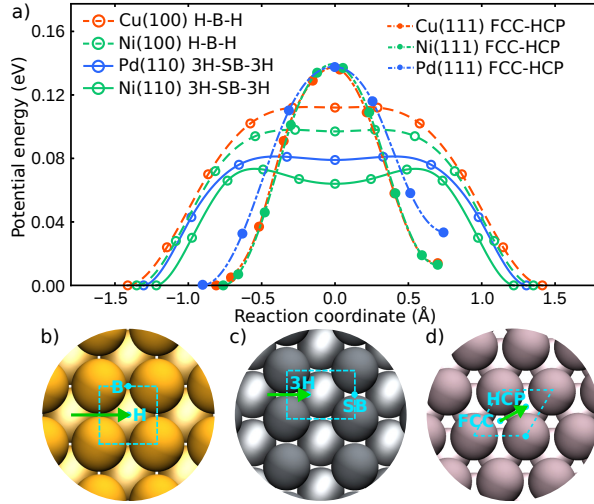 a)
Cu(100) H-B-H
Ni(100) H-B-H
Pd(110) 3H-SB-3H
Ni(110) 3H-SB-3H
Cu(111) FCC-HCP
Ni(111) FCC-HCP
Pd(111) FCC-HCP
Potential energy (eV)
0.16
0.12
0.08
0.04
0.00
−1.5 −1.0 −0.5 0.0 0.5 1.0 1.5
Reaction coordinate (Å)
b)
B
H
c)
3H
SB
d)
HCP
FCC